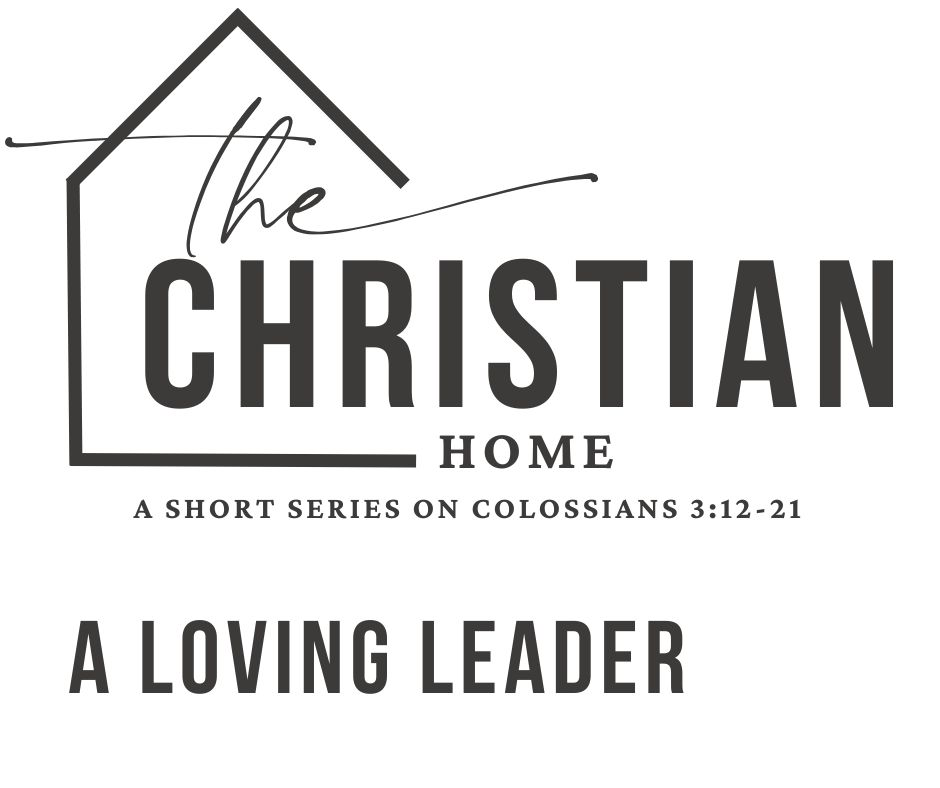 the
CHRISTIAN
HOME
A SHORT SERIES ON COLOSSIANS 3:12-21
A LOVING LEADER